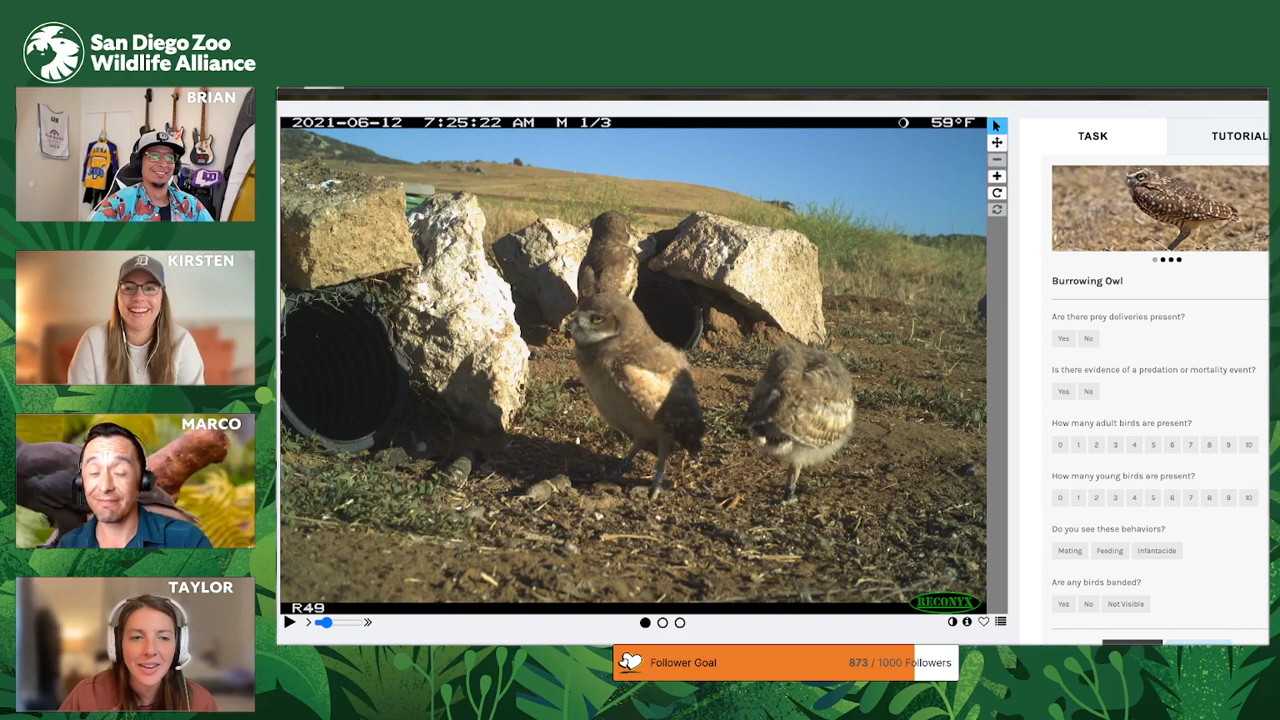 San Diego Zoo
Wildlife Alliance
BRIAN
KIRSTEN
MARCO
TAYLOR
2021-06-12 7:25:22 AM M 1/3 59°F
R49
RECONYX
TASK
TUTORIAL
Burrowing Owl
Are there prey deliveries present?
Yes No
Is there evidence of a predation or mortality event?
Yes No
How many adult birds are present?
0 1 2 3 4 5 6 7 8 9 10
How many young birds are present?
0 1 2 3 4 5 6 7 8 9 10
Do you see these behaviors?
Mating Feeding Infantacide
Are any birds banded?
Yes No Not Visible
Follower Goal 873 / 1000 Followers